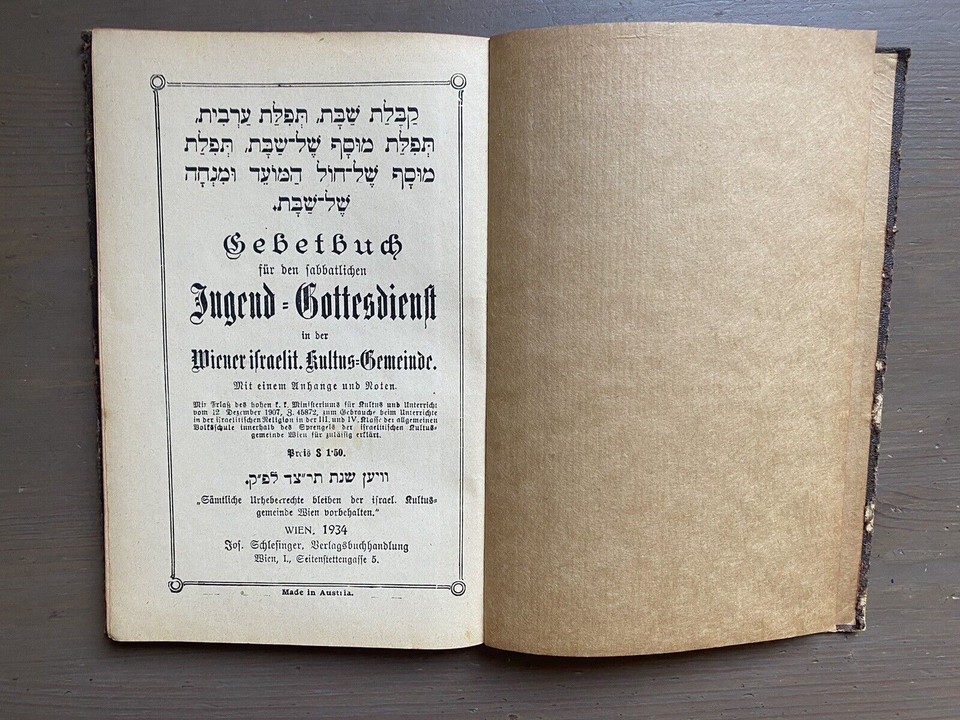 קַבָּלַת שַׁבָּת, תְּפִלַּת עַרְבִית,
תְּפִלַּת מוּסָף שֶׁל־שַׁבָּת, תְּפִלַּת
מוּסָף שֶׁל־חוֹל הַמּוֹעֵד וּמִנְחָה
שֶׁל־שַׁבָּת.
Gebetbuch
für den sabbatlichen
Jugend=Gottesdienst
in der
Wiener israelit. Kultus=Gemeinde.
Mit einem Anhange und Noten.
Mit Erlaß des hohen k. k. Ministeriums für Kultus und Unterricht
vom 12 Dezember 1907, Z. 45872, zum Gebrauche beim Unterrichte
in der israelitischen Religion in der III. und IV. Klasse der allgemeinen
Volksschule innerhalb des Sprengels der israelitischen Kultus=
gemeinde Wien für zulässig erklärt.
Preis S 1·50.
וויען שנת תרצ״ד לפ״ק.
„Sämtliche Urheberrechte bleiben der israel. Kultus=
gemeinde Wien vorbehalten.“
WIEN, 1934
Jos. Schlesinger, Verlagsbuchhandlung
Wien, I., Seitenstettengasse 5.
Made in Austria.